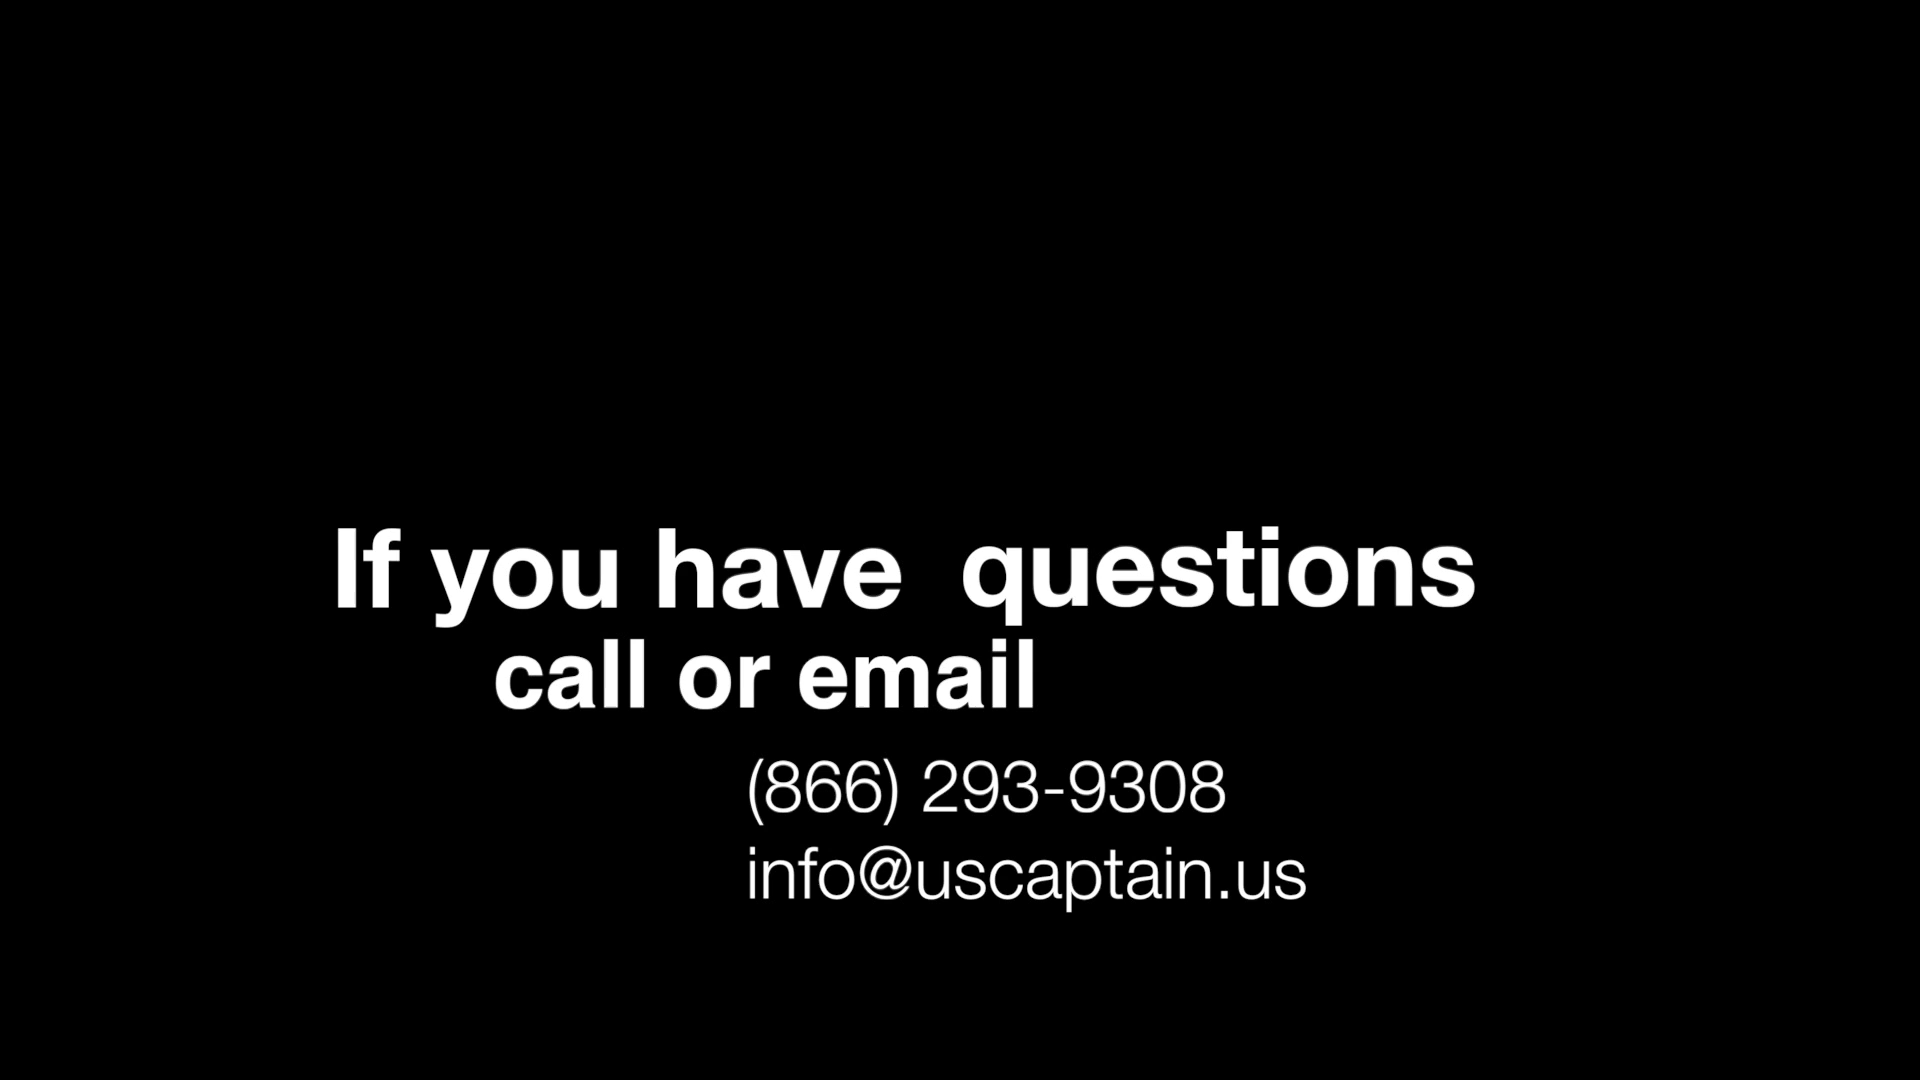 If you have questions
call or email
(866) 293-9308
info@uscaptain.us